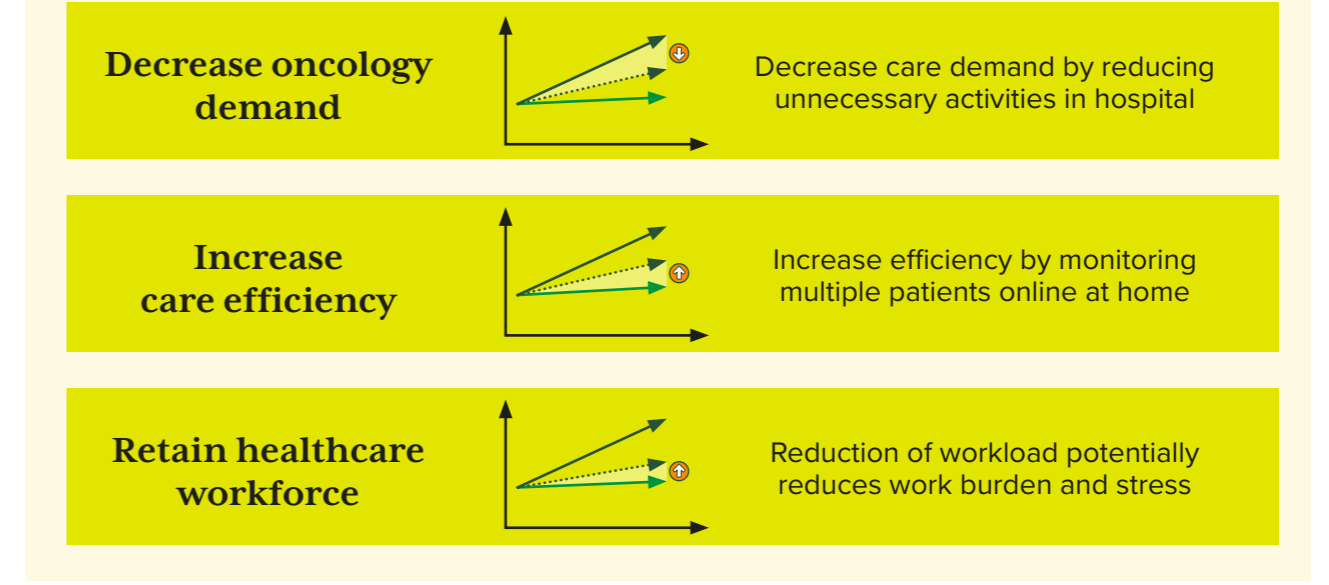 Decrease oncology
demand
Decrease care demand by reducing
unnecessary activities in hospital
Increase
care efficiency
Increase efficiency by monitoring
multiple patients online at home
Retain healthcare
workforce
Reduction of workload potentially
reduces work burden and stress